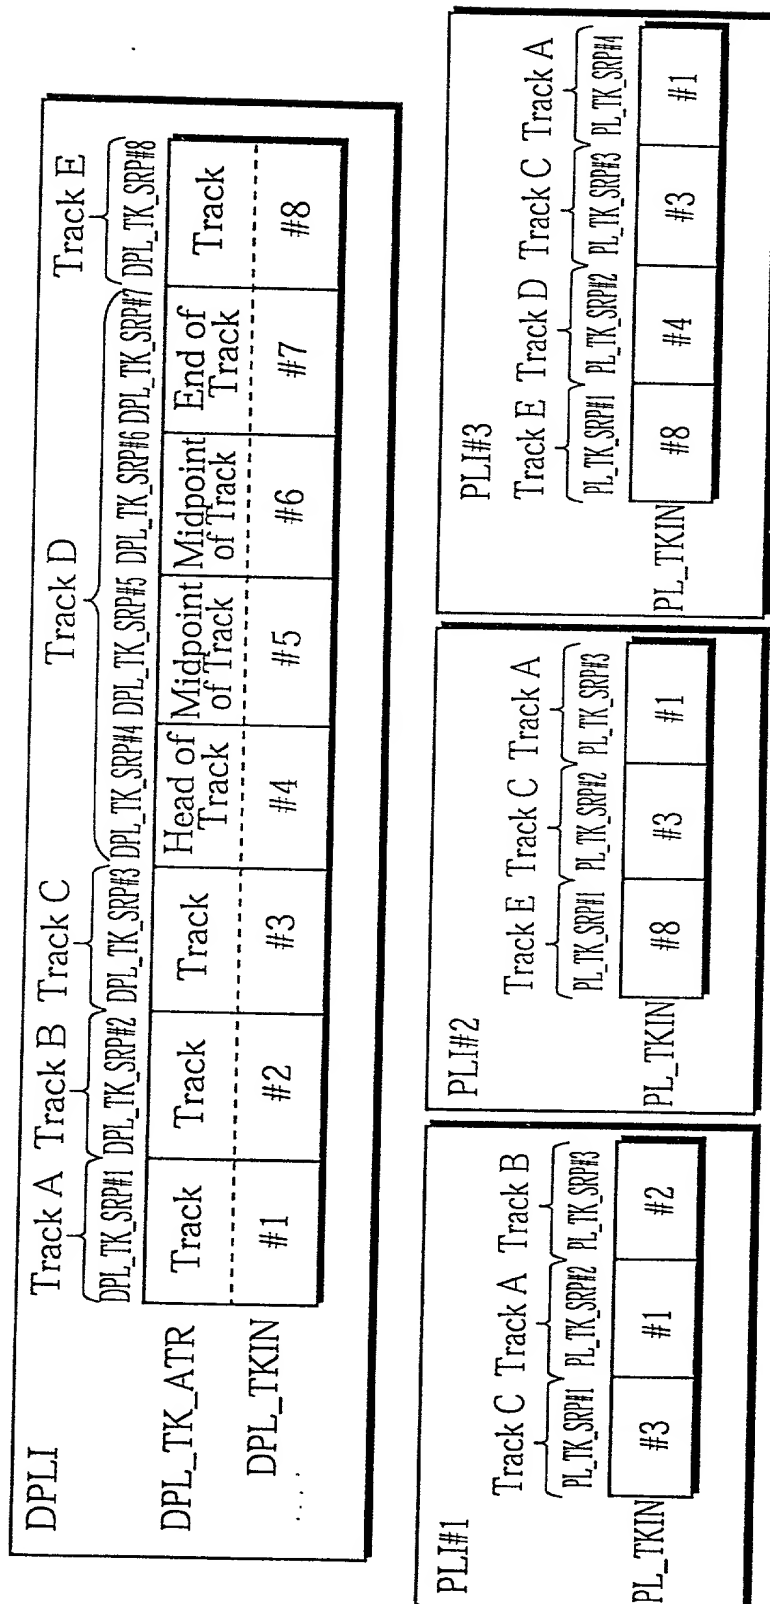 DPLI
Track A Track B Track C Track D Track E
DPL_TK_SRP#1 DPL_TK_SRP#2 DPL_TK_SRP#3 DPL_TK_SRP#4 DPL_TK_SRP#5 DPL_TK_SRP#6 DPL_TK_SRP#7 DPL_TK_SRP#8
DPL_TK_ATR Track Track Track Head of Track Midpoint of Track Midpoint of Track End of Track Track
DPL_TKIN #1 #2 #3 #4 #5 #6 #7 #8
PLI#1
Track C Track A Track B
PL_TK_SRP#1 PL_TK_SRP#2 PL_TK_SRP#3
PL_TKIN #3 #1 #2
PLI#2
Track E Track C Track A
PL_TK_SRP#1 PL_TK_SRP#2 PL_TK_SRP#3
PL_TKIN #8 #3 #1
PLI#3
Track E Track D Track C Track A
PL_TK_SRP#1 PL_TK_SRP#2 PL_TK_SRP#3 PL_TK_SRP#4
PL_TKIN #8 #4 #3 #1